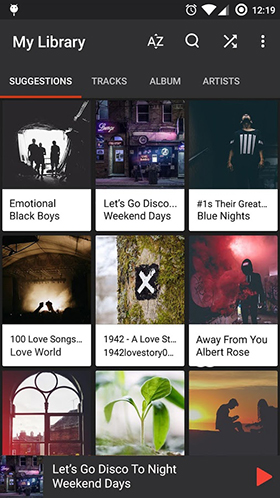 12:19
My Library
A-Z
SUGGESTIONS TRACKS ALBUM ARTISTS
Emotional
Black Boys
Let's Go Disco...
Weekend Days
#1s Their Great...
Blue Nights
100 Love Songs...
Love World
1942 - A Love St...
1942lovestory0...
Away From You
Albert Rose
X
Let's Go Disco To Night
Weekend Days